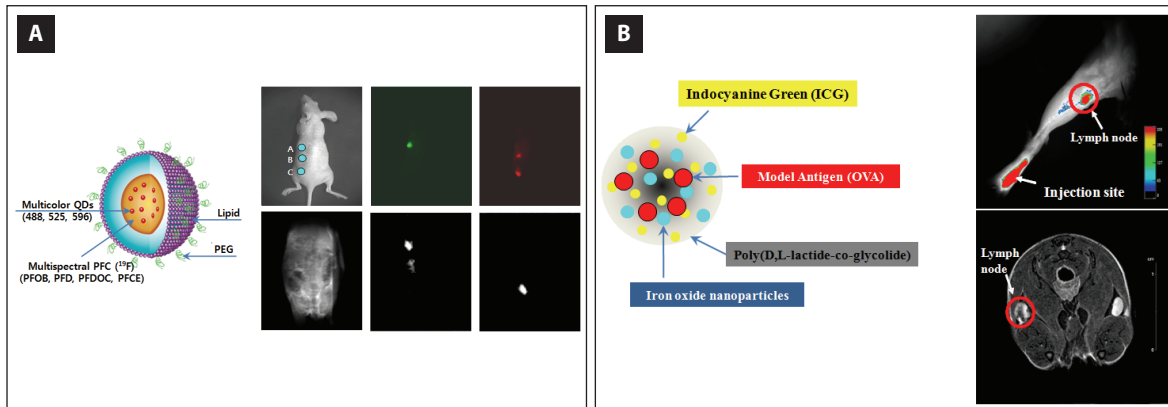 A
A
B
C
Multicolor QDs
(488, 525, 596)
Multispectral PFC (¹⁹F)
(PFOB, PFD, PFDOC, PFCE)
Lipid
PEG
B
Indocyanine Green (ICG)
Model Antigen (OVA)
Poly(D,L-lactide-co-glycolide)
Iron oxide nanoparticles
Lymph node
Injection site
Lymph
node